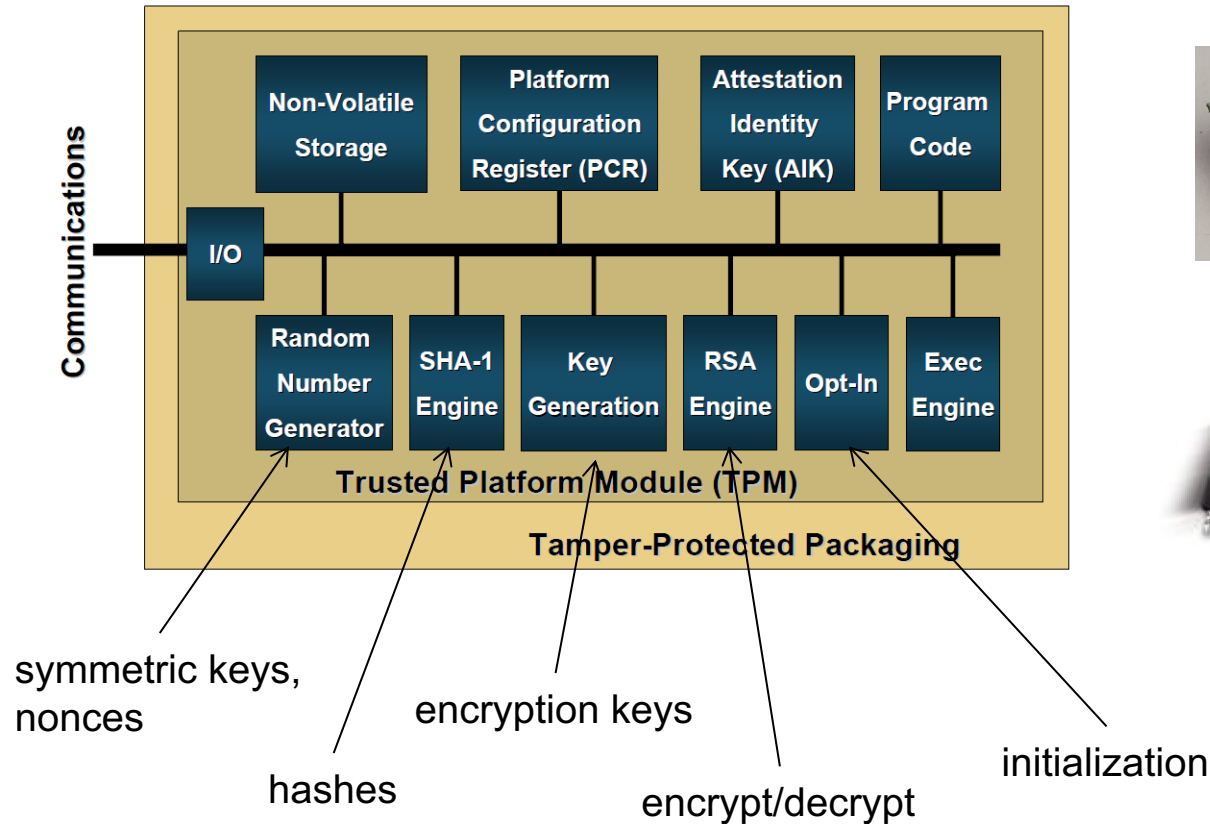 Non-Volatile
Storage
Platform
Configuration
Register (PCR)
Attestation
Identity
Key (AIK)
Program
Code
Communications
I/O
Random
Number
Generator
SHA-1
Engine
Key
Generation
RSA
Engine
Opt-In
Exec
Engine
Trusted Platform Module (TPM)
Tamper-Protected Packaging
symmetric keys,
nonces
hashes
encryption keys
encrypt/decrypt
initialization